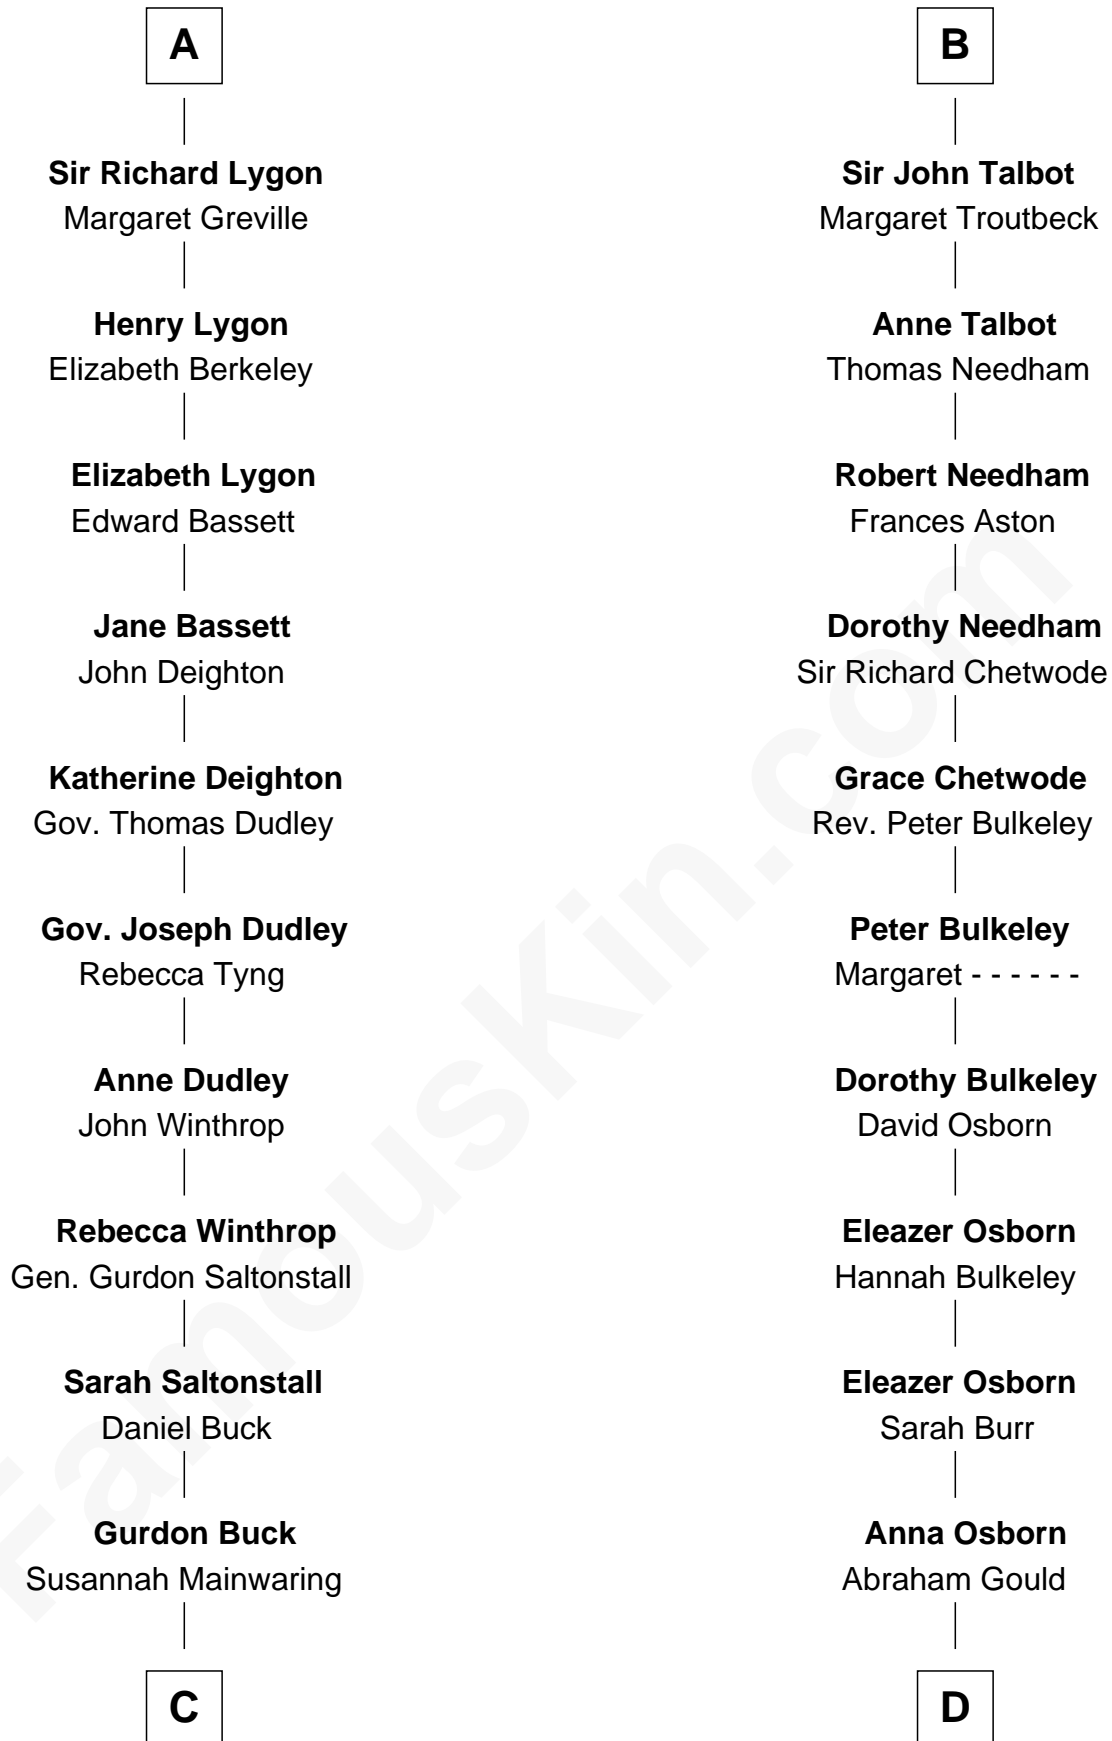 A
Sir Richard Lygon
Margaret Greville
Henry Lygon
Elizabeth Berkeley
Elizabeth Lygon
Edward Bassett
Jane Bassett
John Deighton
Katherine Deighton
Gov. Thomas Dudley
Gov. Joseph Dudley
Rebecca Tyng
Anne Dudley
John Winthrop
Rebecca Winthrop
Gen. Gurdon Saltonstall
Sarah Saltonstall
Daniel Buck
Gurdon Buck
Susannah Mainwaring
C
B
Sir John Talbot
Margaret Troutbeck
Anne Talbot
Thomas Needham
Robert Needham
Frances Aston
Dorothy Needham
Sir Richard Chetwode
Grace Chetwode
Rev. Peter Bulkeley
Peter Bulkeley
Margaret - - - - - -
Dorothy Bulkeley
David Osborn
Eleazer Osborn
Hannah Bulkeley
Eleazer Osborn
Sarah Burr
Anna Osborn
Abraham Gould
D
FamousKin.com